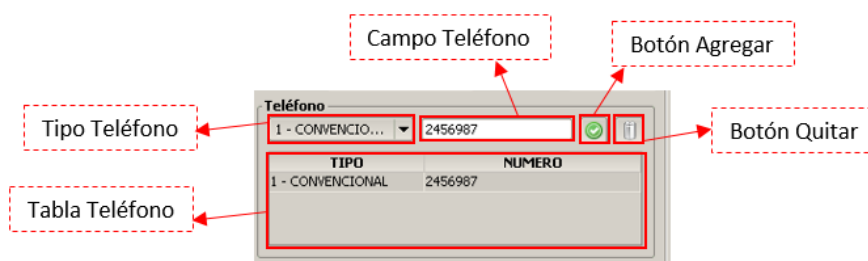 Campo Teléfono
Botón Agregar
Teléfono
Tipo Teléfono
1 - CONVENCIO...
2456987
Botón Quitar
TIPO
NUMERO
1 - CONVENCIONAL
2456987
Tabla Teléfono